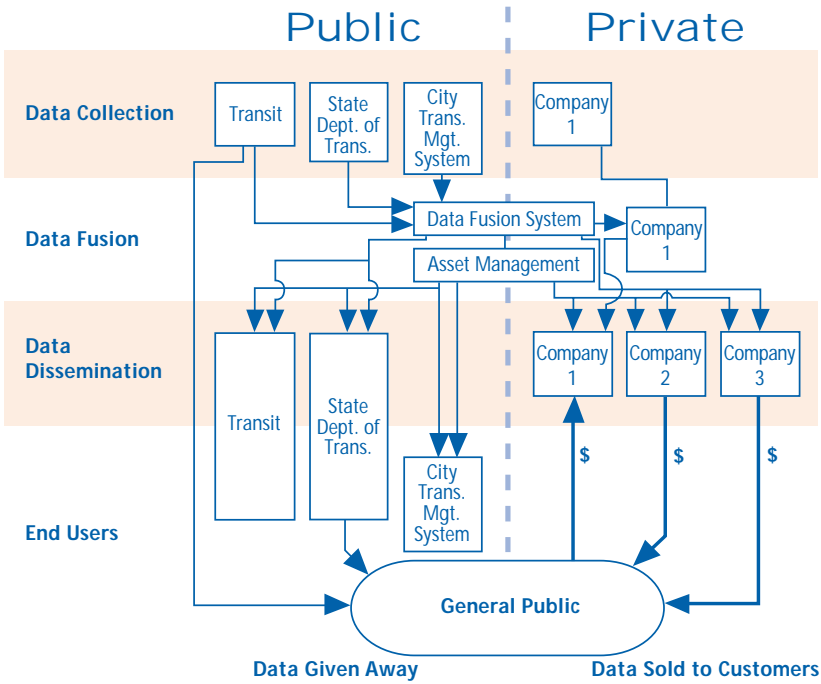 Public
Private
Data Collection
Transit
State
Dept. of
Trans.
City
Trans.
Mgt.
System
Company
1
Data Fusion
Data Fusion System
Company
1
Asset Management
Data
Dissemination
Transit
State
Dept. of
Trans.
Company
1
Company
2
Company
3
$
$
$
City
Trans.
Mgt.
System
End Users
General Public
Data Given Away
Data Sold to Customers